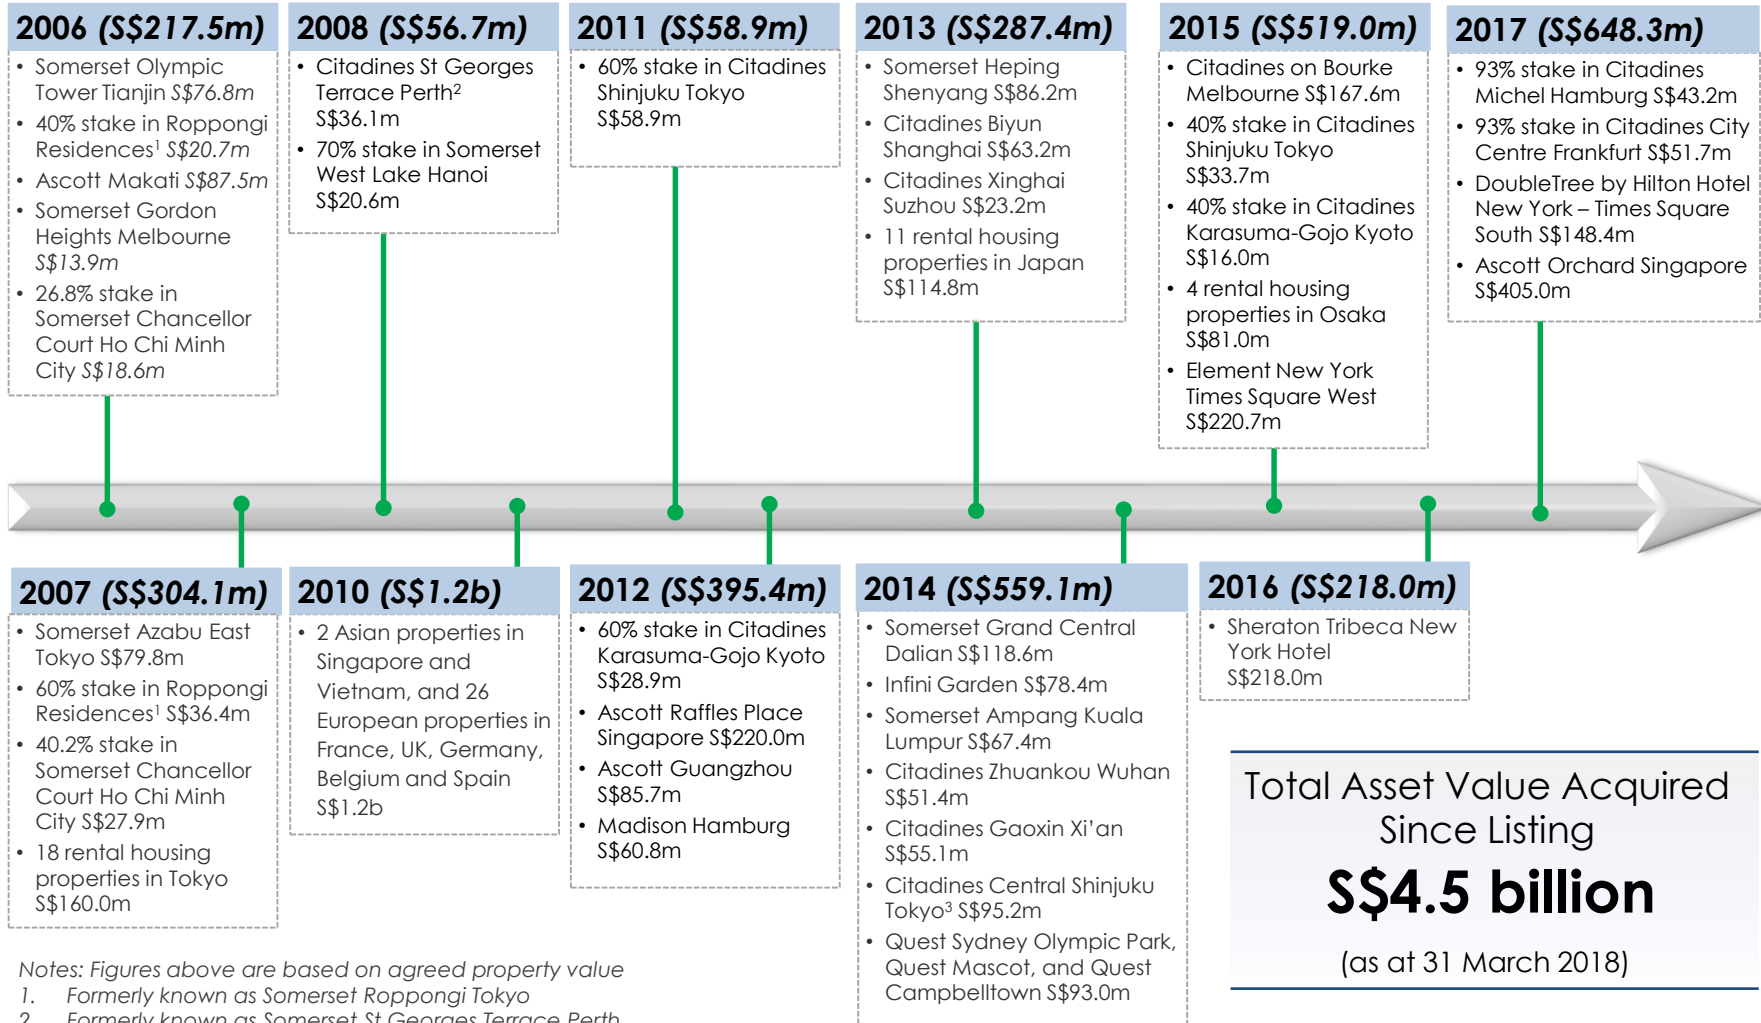 2006 (S$217.5m)
• Somerset Olympic
Tower Tianjin S$76.8m
• 40% stake in Roppongi
Residences¹ S$20.7m
• Ascott Makati S$87.5m
• Somerset Gordon
Heights Melbourne
S$13.9m
• 26.8% stake in
Somerset Chancellor
Court Ho Chi Minh
City S$18.6m
2008 (S$56.7m)
• Citadines St Georges
Terrace Perth²
S$36.1m
• 70% stake in Somerset
West Lake Hanoi
S$20.6m
2011 (S$58.9m)
• 60% stake in Citadines
Shinjuku Tokyo
S$58.9m
2013 (S$287.4m)
• Somerset Heping
Shenyang S$86.2m
• Citadines Biyun
Shanghai S$63.2m
• Citadines Xinghai
Suzhou S$23.2m
• 11 rental housing
properties in Japan
S$114.8m
2015 (S$519.0m)
• Citadines on Bourke
Melbourne S$167.6m
• 40% stake in Citadines
Shinjuku Tokyo
S$33.7m
• 40% stake in Citadines
Karasuma-Gojo Kyoto
S$16.0m
• 4 rental housing
properties in Osaka
S$81.0m
• Element New York
Times Square West
S$220.7m
2017 (S$648.3m)
• 93% stake in Citadines
Michel Hamburg S$43.2m
• 93% stake in Citadines City
Centre Frankfurt S$51.7m
• DoubleTree by Hilton Hotel
New York – Times Square
South S$148.4m
• Ascott Orchard Singapore
S$405.0m
2007 (S$304.1m)
• Somerset Azabu East
Tokyo S$79.8m
• 60% stake in Roppongi
Residences¹ S$36.4m
• 40.2% stake in
Somerset Chancellor
Court Ho Chi Minh
City S$27.9m
• 18 rental housing
properties in Tokyo
S$160.0m
2010 (S$1.2b)
• 2 Asian properties in
Singapore and
Vietnam, and 26
European properties in
France, UK, Germany,
Belgium and Spain
S$1.2b
2012 (S$395.4m)
• 60% stake in Citadines
Karasuma-Gojo Kyoto
S$28.9m
• Ascott Raffles Place
Singapore S$220.0m
• Ascott Guangzhou
S$85.7m
• Madison Hamburg
S$60.8m
2014 (S$559.1m)
• Somerset Grand Central
Dalian S$118.6m
• Infini Garden S$78.4m
• Somerset Ampang Kuala
Lumpur S$67.4m
• Citadines Zhuankou Wuhan
S$51.4m
• Citadines Gaoxin Xi’an
S$55.1m
• Citadines Central Shinjuku
Tokyo³ S$95.2m
• Quest Sydney Olympic Park,
Quest Mascot, and Quest
Campbelltown S$93.0m
2016 (S$218.0m)
• Sheraton Tribeca New
York Hotel
S$218.0m
Total Asset Value Acquired
Since Listing
S$4.5 billion
(as at 31 March 2018)
Notes: Figures above are based on agreed property value
1. Formerly known as Somerset Roppongi Tokyo
2. Formerly known as Somerset St Georges Terrace Perth